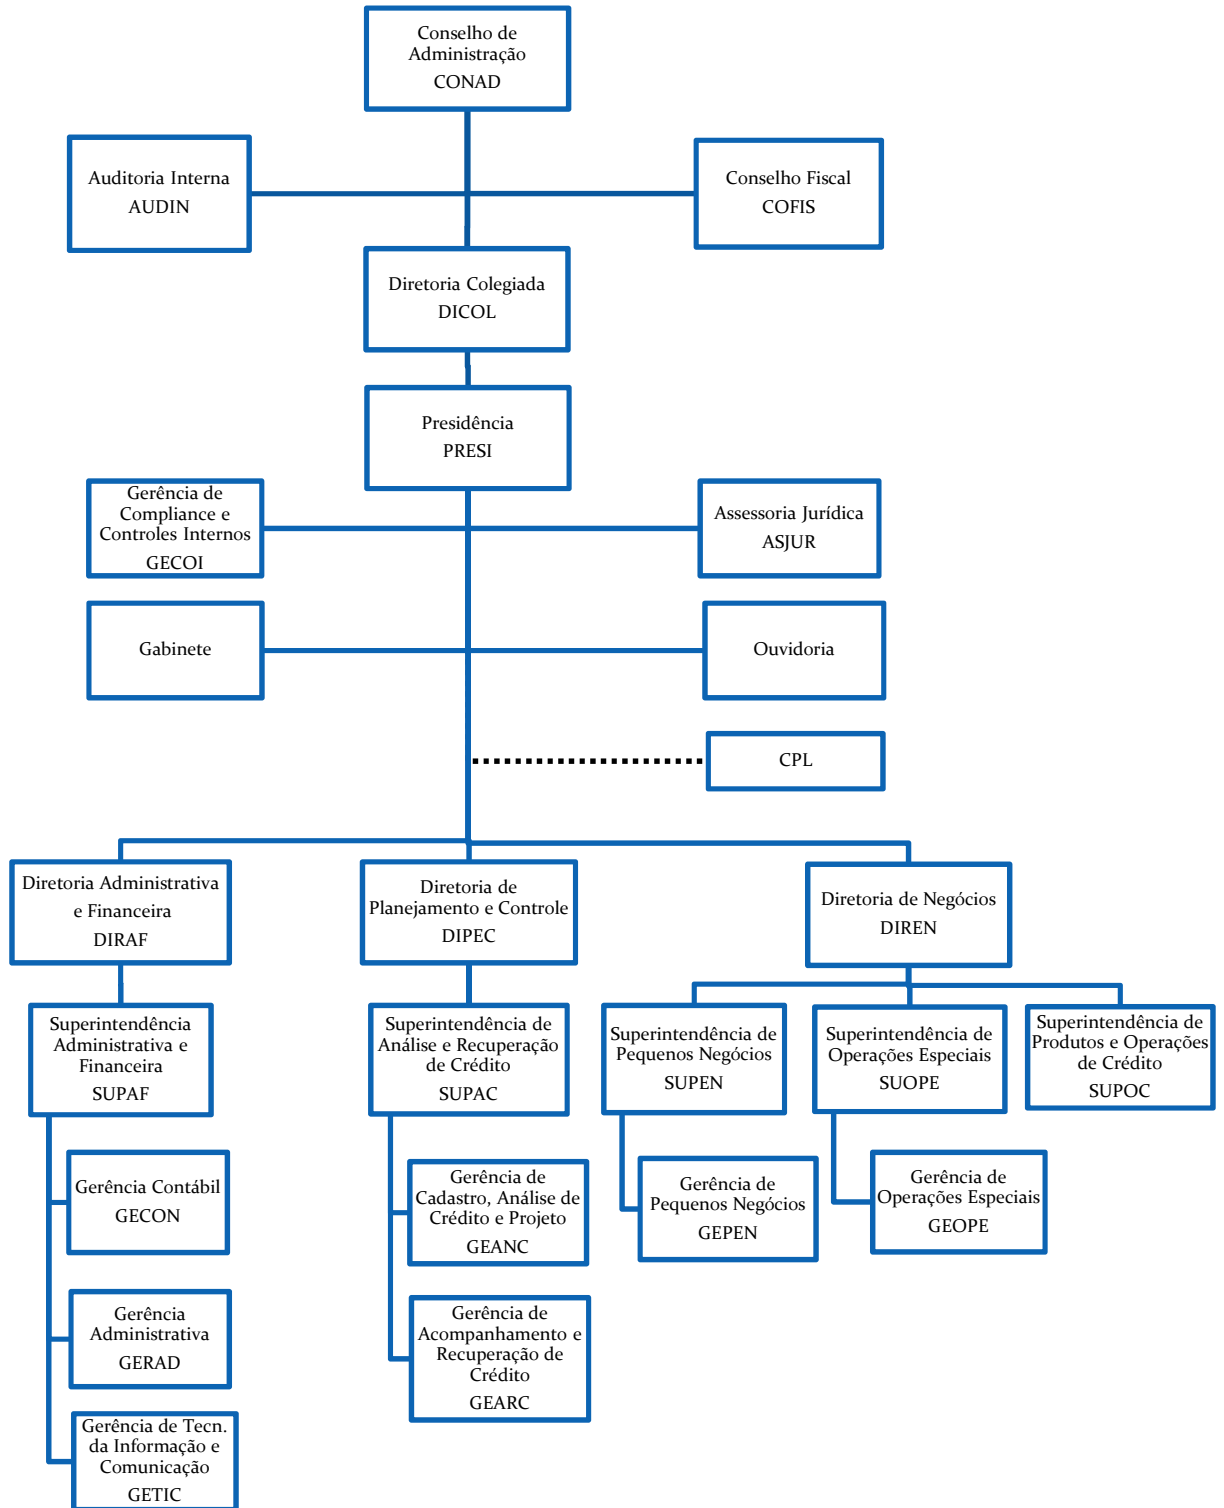 Conselho de
Administração
CONAD
Auditoria Interna
AUDIN
Conselho Fiscal
COFIS
Diretoria Colegiada
DICOL
Presidência
PRESI
Gerência de
Compliance e
Controles Internos
GECOI
Assessoria Jurídica
ASJUR
Gabinete
Ouvidoria
CPL
Diretoria Administrativa
e Financeira
DIRAF
Diretoria de
Planejamento e Controle
DIPEC
Diretoria de Negócios
DIREN
Superintendência
Administrativa e
Financeira
SUPAF
Superintendência de
Análise e Recuperação
de Crédito
SUPAC
Superintendência de
Pequenos Negócios
SUPEN
Superintendência de
Operações Especiais
SUOPE
Superintendência de
Produtos e Operações
de Crédito
SUPOC
Gerência Contábil
GECON
Gerência de
Cadastro, Análise de
Crédito e Projeto
GEANC
Gerência de
Pequenos Negócios
GEPEN
Gerência de
Operações Especiais
GEOPE
Gerência
Administrativa
GERAD
Gerência de
Acompanhamento e
Recuperação de
Crédito
GEARC
Gerência de Tecn.
da Informação e
Comunicação
GETIC